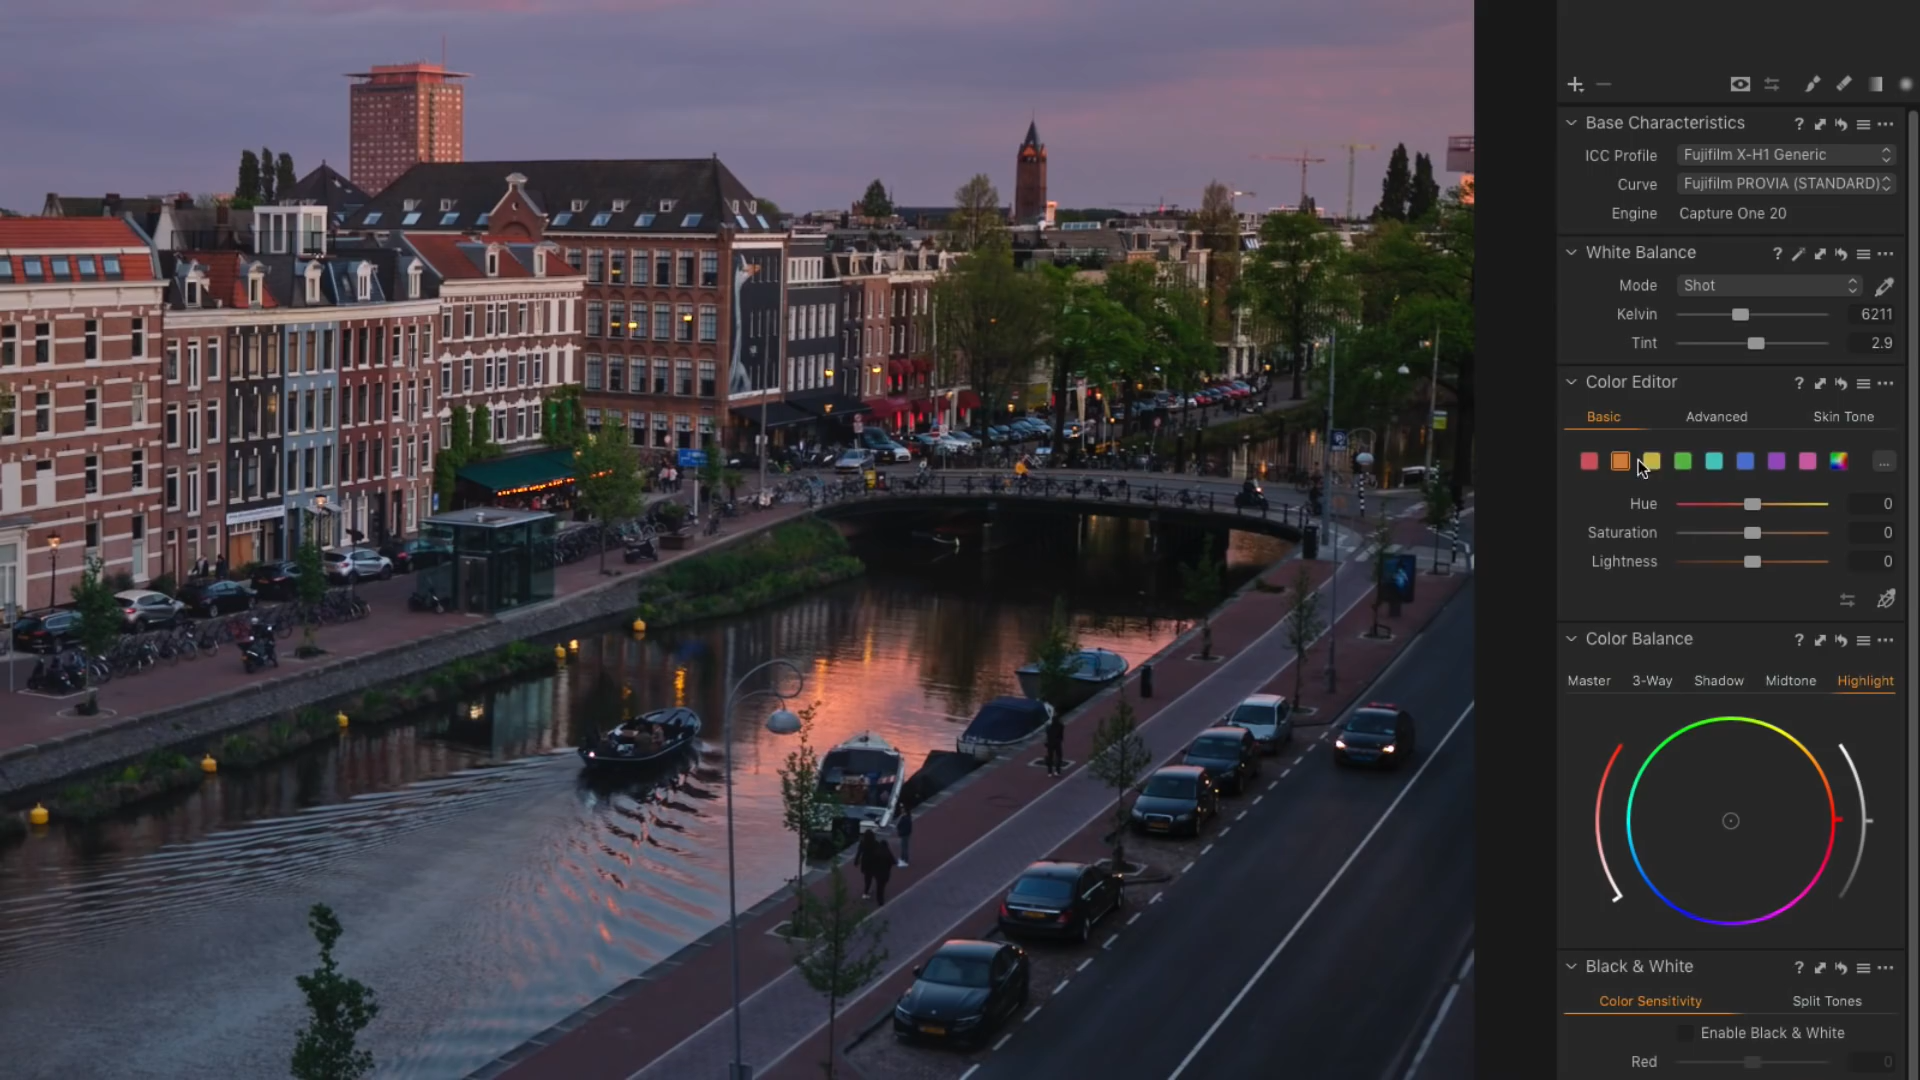 Base Characteristics ?
ICC Profile Fujifilm X-H1 Generic
Curve Fujifilm PROVIA (STANDARD)
Engine Capture One 20
White Balance ?
Mode Shot
Kelvin 6211
Tint 2.9
Color Editor ?
Basic Advanced Skin Tone
...
Hue 0
Saturation 0
Lightness 0
Color Balance ?
Master 3-Way Shadow Midtone Highlight
Black & White ?
Color Sensitivity Split Tones
Enable Black & White
Red 0